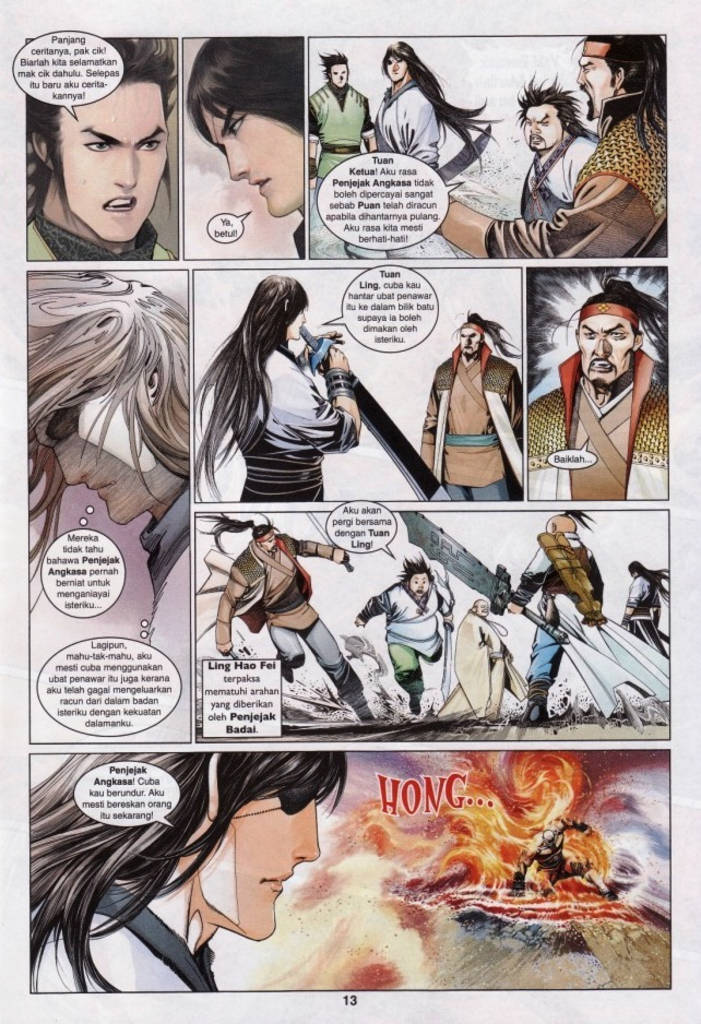 Panjang
ceritanya, pak cik!
Biarlah kami selamatkan
mak cik dahulu. Selepas
itu baru aku cerita-
kannya!
Ya,
betul!
Tuan
Ketua! Aku rasa
Penjejak Angkasa tidak
boleh dipercayai sangat
sebab Puan telah diracun
apabila dihantarnya pulang.
Aku rasa kita mesti
berhati-hati!
Mereka
tidak tahu
bahawa Penjejak
Angkasa pernah
berniat untuk
menganiayai
isteriku...
Lagipun,
mahu-tak-mahu, aku
mesti cuba menggunakan
ubat penawar itu juga kerana
aku telah gagal mengeluarkan
racun dari dalam badan
isteriku dengan kekuatan
dalamanku.
Tuan
Ling, cuba kau
hantar ubat penawar
itu ke dalam bilik batu
supaya ia boleh
dimakan oleh
isteriku.
Baiklah...
Aku akan
pergi bersama
dengan Tuan
Ling!
Ling Hao Fei
terpaksa
mematuhi arahan
yang diberikan
oleh Penjejak
Badai.
Penjejak
Angkasa! Cuba
kau berundur. Aku
mesti bereskan orang
itu sekarang!
HONG...
13